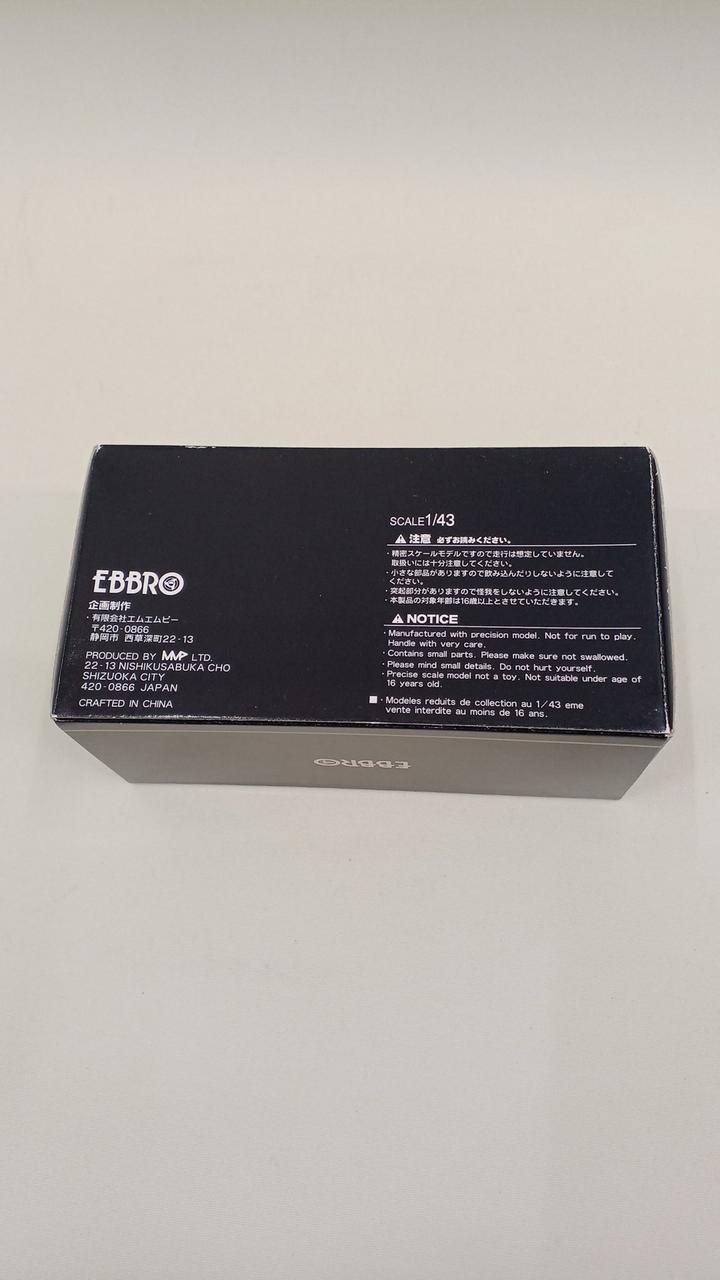 EBBRO
企画制作
・有限会社エムエムピー
〒420-0866
静岡市 西草深町22-13
PRODUCED BY MMP LTD.
22-13 NISHIKUSABUKA CHO
SHIZUOKA CITY
420-0866 JAPAN
CRAFTED IN CHINA
SCALE1/43
注意 必ずお読みください。
・精密スケールモデルですので走行は想定していません。
取扱いには十分注意してください。
・小さな部品がありますので飲み込んだりしないように注意して
ください。
・突起部分がありますので怪我をしないように注意してください。
・本製品の対象年齢は16歳以上とさせていただきます。
NOTICE
・Manufactured with precision model. Not for run to play.
Handle with very care.
・Contains small parts. Please make sure not swallowed.
・Please mind small details. Do not hurt yourself.
・Precise scale model not a toy. Not suitable under age of
16 years old.
■・Modeles reduits de collection au 1/43 eme
vente interdite au moins de 16 ans.
EBBRO